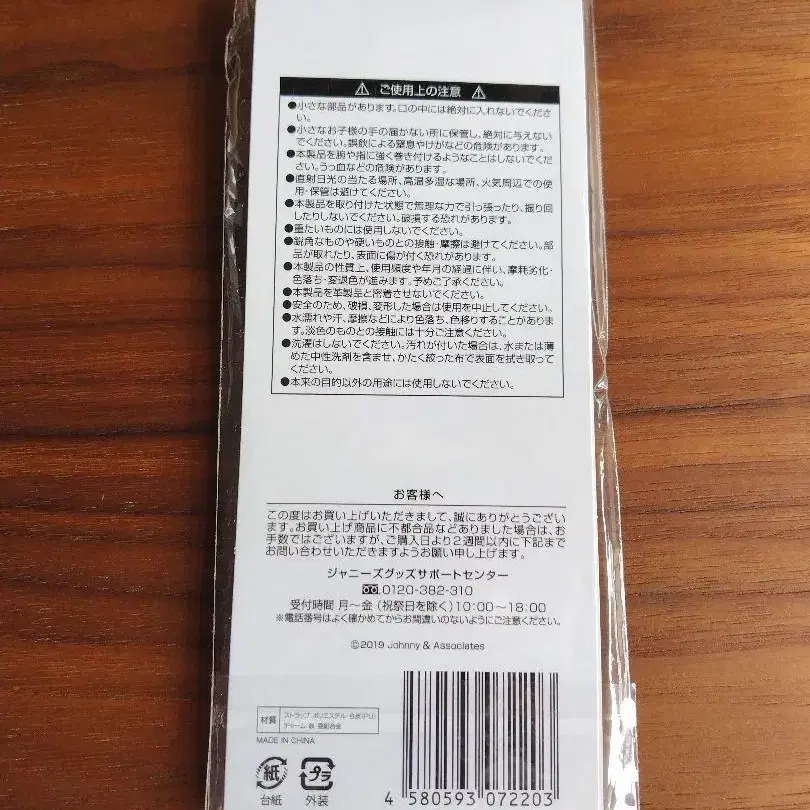 ⚠ ご使用上の注意 ⚠
●小さな部品があります。口の中には絶対に入れないでくださ
い。
●小さなお子様の手の届かない所に保管し、絶対に与えない
でください。誤飲による窒息やけがなどの危険があります。
●本製品を腕や指に強く巻き付けるようなことはしないでくだ
さい。うっ血などの危険があります。
●直射日光の当たる場所、高温多湿な場所、火気周辺での使
用・保管は避けてください。
●本製品を取り付けた状態で無理な力で引っ張ったり、振り回
したりしないでください。破損する恐れがあります。
●重たいものには使用しないでください。
●鋭角なものや硬いものとの接触・摩擦は避けてください。部
品が取れたり、表面に傷が付く恐れがあります。
●本製品の性質上、使用頻度や年月の経過に伴い、摩耗劣化・
色落ち・変退色が進みます。予めご了承ください。
●本製品を革製品と密着させないでください。
●安全のため、破損、変形した場合は使用を中止してください。
●水濡れや汗、摩擦などにより色落ち、色移りすることがありま
す。淡色のものとの接触には十分ご注意ください。
●洗濯はしないでください。汚れが付いた場合は、水または薄
めた中性洗剤を含ませ、かたく絞った布で表面を拭き取って
ください。
●本来の目的以外の用途には使用しないでください。
お客様へ
この度はお買い上げいただきまして、誠にありがとうござい
ます。お買い上げ商品に不都合品などありました場合は、お
手数ではございますが、ご購入日より2週間以内に下記まで
お問い合わせいただきますようお願い申し上げます。
ジャニーズグッズサポートセンター
0120-382-310
受付時間 月〜金 (祝祭日を除く)10:00〜18:00
※電話番号はよく確かめてからお間違いのないようにご注意ください。
©2019 Johnny & Associates
材質 ストラップ:ポリエステル・合皮(PU)
チャーム:鉄・亜鉛合金
MADE IN CHINA
紙 プラ
台紙 外装
4 580593 072203